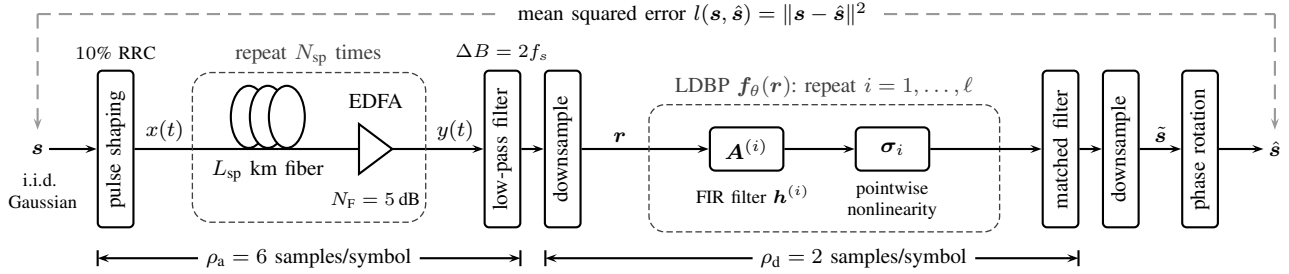 mean squared error l(s, ŝ) = ‖s − ŝ‖²
10% RRC
repeat N_sp times
ΔB = 2f_s
LDBP f_θ(r): repeat i = 1, . . . , ℓ
s
i.i.d.
Gaussian
pulse shaping
x(t)
L_sp km fiber
EDFA
N_F = 5 dB
y(t)
low-pass filter
downsample
r
A^(i)
FIR filter h^(i)
σ_i
pointwise
nonlinearity
matched filter
downsample
s̃
phase rotation
ŝ
ρ_a = 6 samples/symbol
ρ_d = 2 samples/symbol